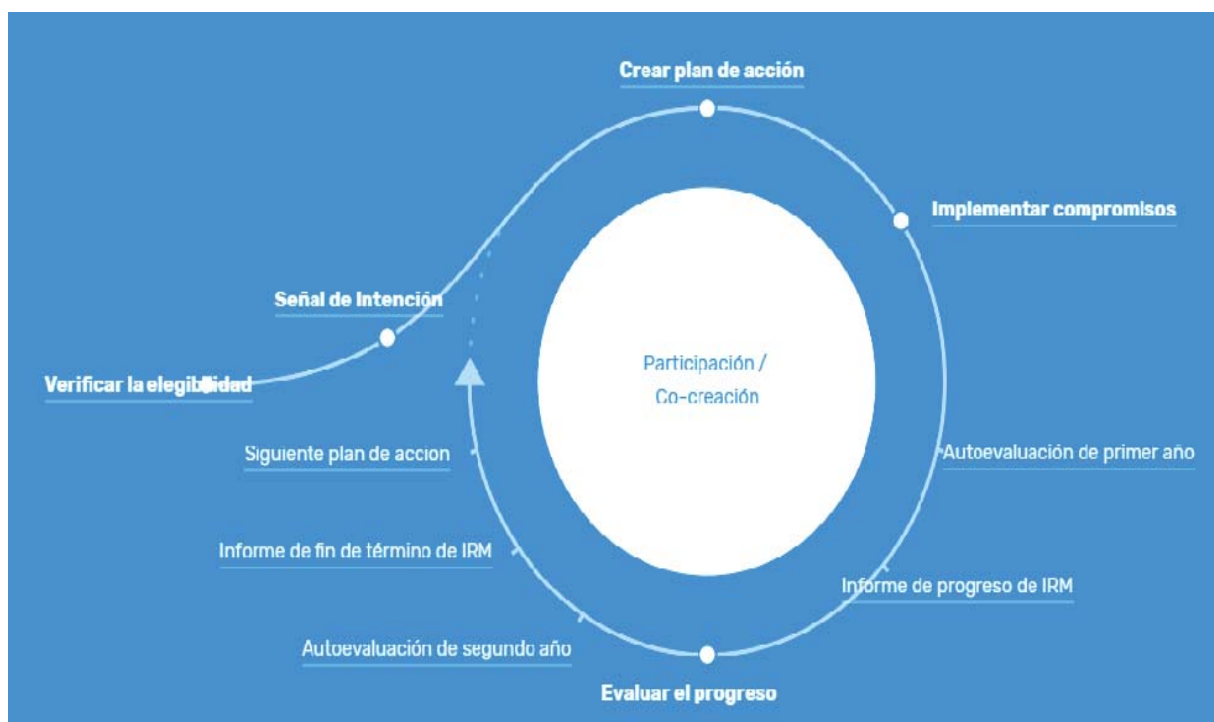 Crear plan de acción
Implementar compromisos
Señal de Intención
Participación /
Co-creación
Verificar la elegibilidad
Siguiente plan de accion
Autoevaluación de primer año
Informe de fin de término de IRM
Informe de progreso de IRM
Autoevaluación de segundo año
Evaluar el progreso